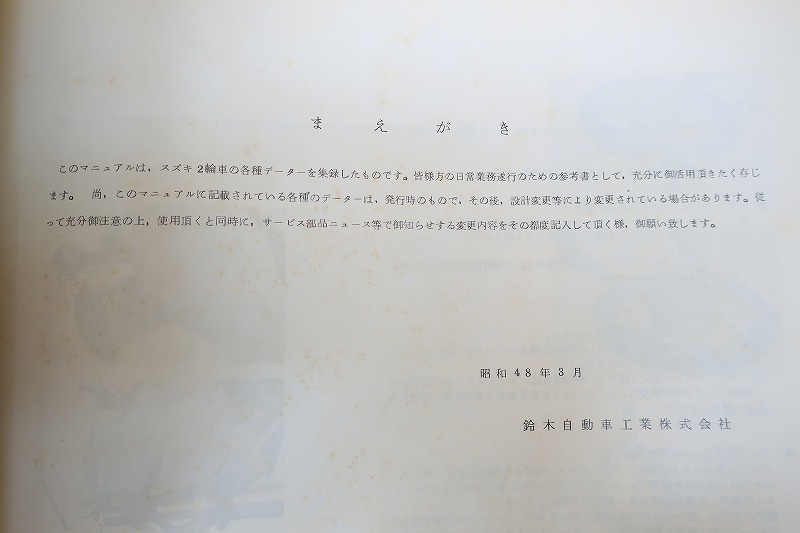 まえがき
このマニュアルは，スズキ2輪車の各種データーを集録したものです。皆様方の日常業務遂行のための参考書として，充分に御活用頂きたく存じ
ます。 尚，このマニュアルに記載されている各種のデーターは，発行時のもので，その後，設計変更等により変更されている場合があります。従
って充分御注意の上，使用頂くと同時に，サービス部品ニュース等で御知らせする変更内容をその都度記入して頂く様，御願い致します。
昭和48年3月
鈴木自動車工業株式会社